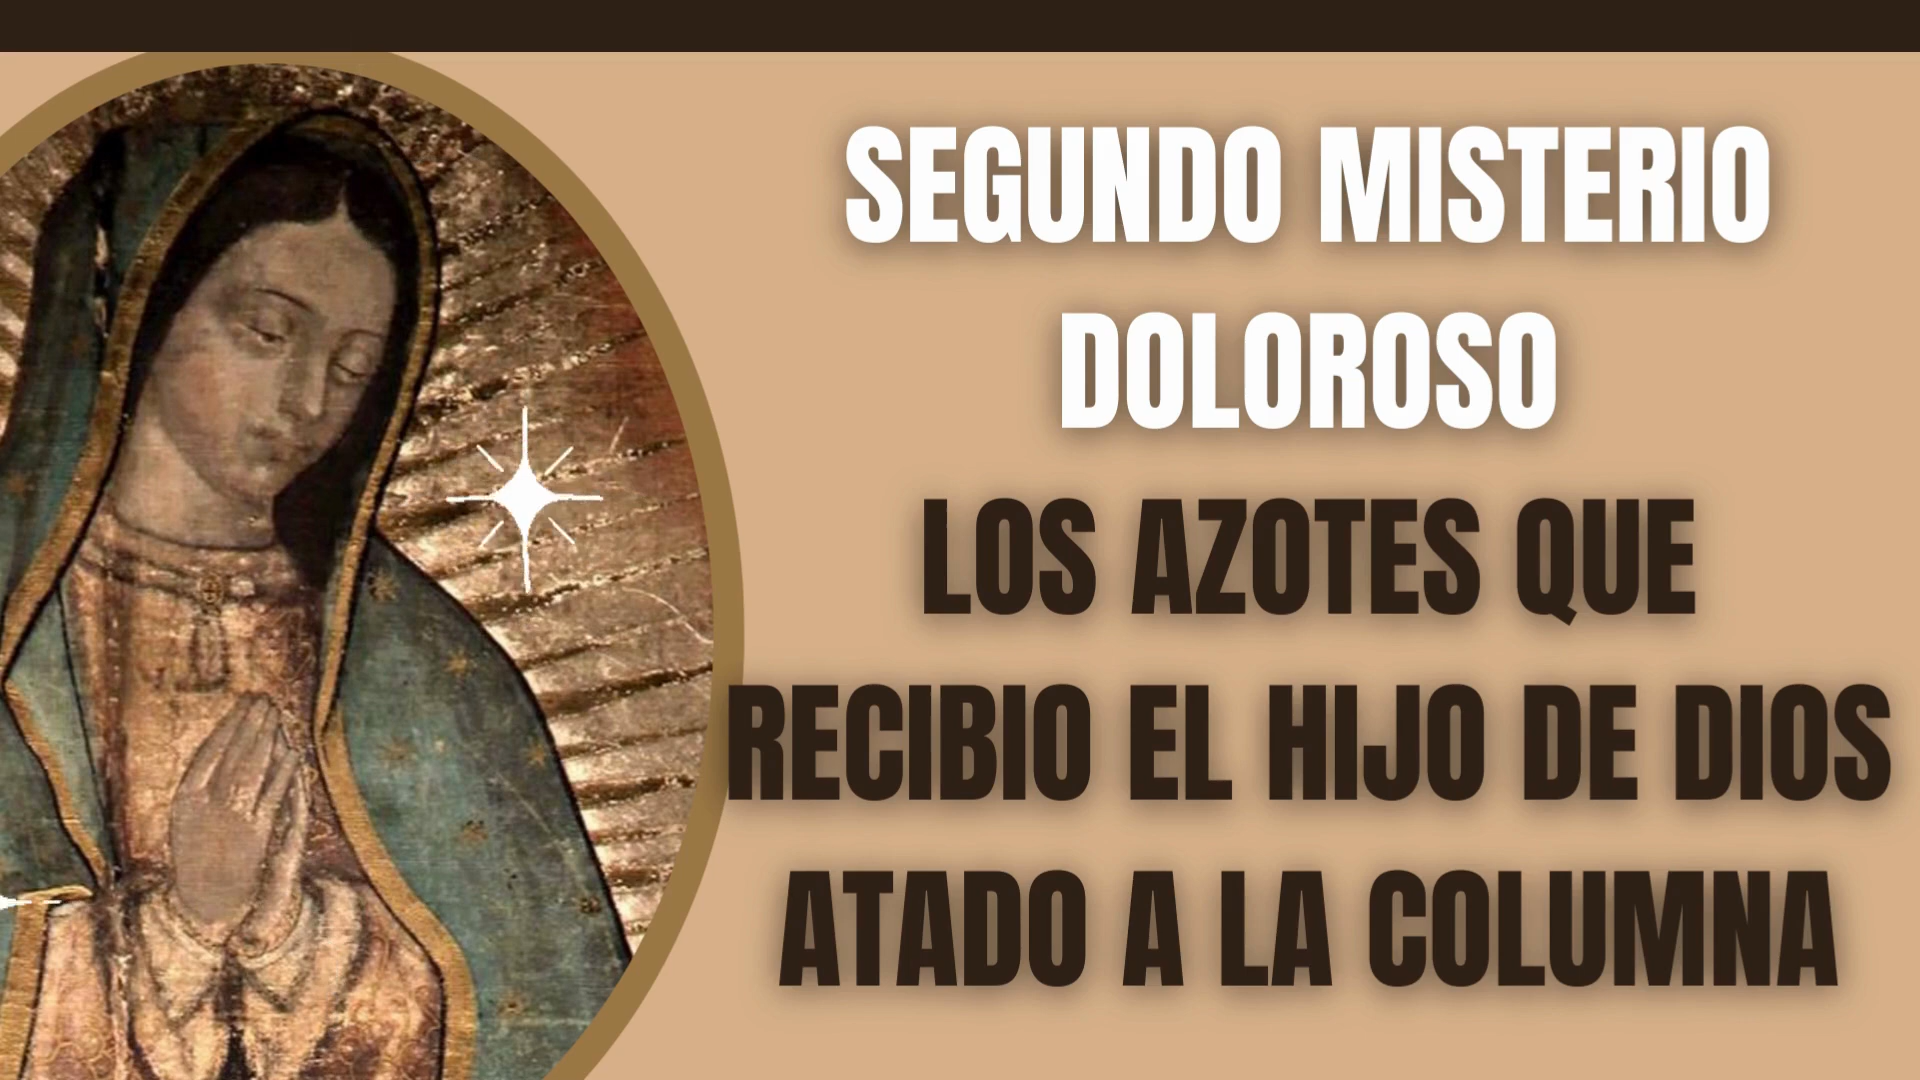 SEGUNDO MISTERIO
DOLOROSO
LOS AZOTES QUE
RECIBIO EL HIJO DE DIOS
ATADO A LA COLUMNA